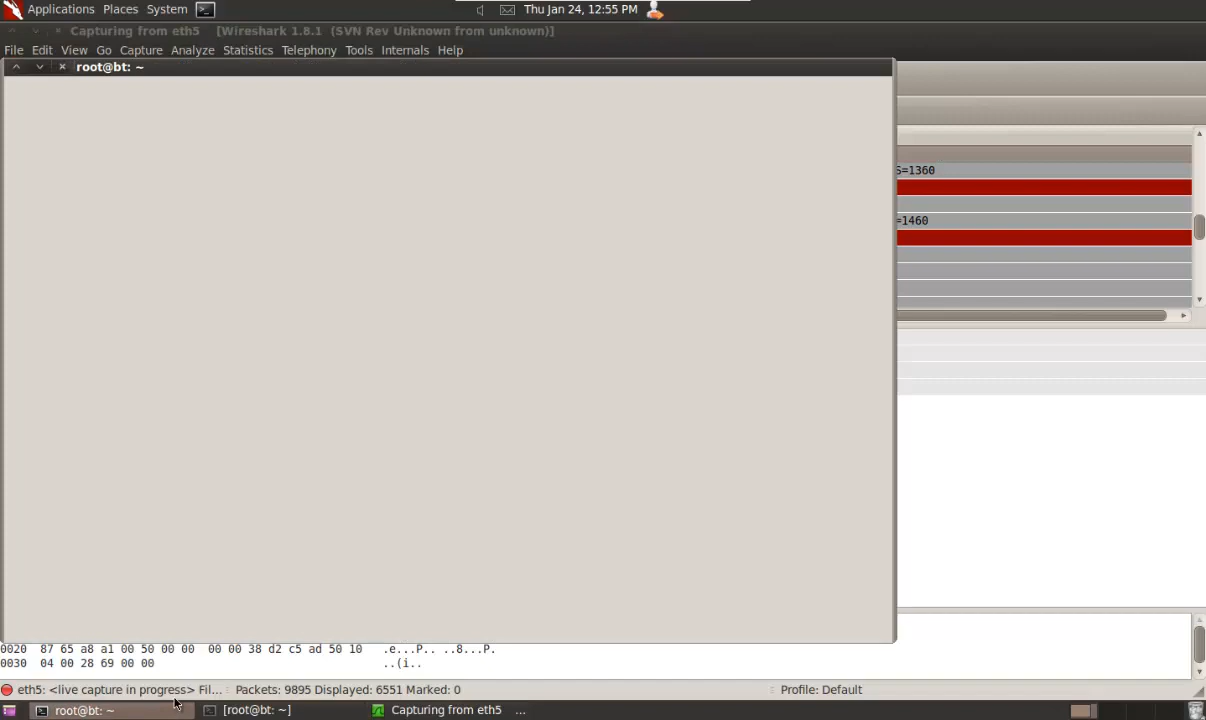 Applications Places System Thu Jan 24, 12:55 PM
Capturing from eth5 [Wireshark 1.8.1 (SVN Rev Unknown from unknown)]
File Edit View Go Capture Analyze Statistics Telephony Tools Internals Help
root@bt: ~
S=1360
=1460
0020 87 65 a8 a1 00 50 00 00 00 00 38 d2 c5 ad 50 10 .e...P.. ..8...P.
0030 04 00 28 69 00 00 ..(i..
eth5: <live capture in progress> Fil... Packets: 9895 Displayed: 6551 Marked: 0 Profile: Default
root@bt: ~ [root@bt: ~] Capturing from eth5 ...